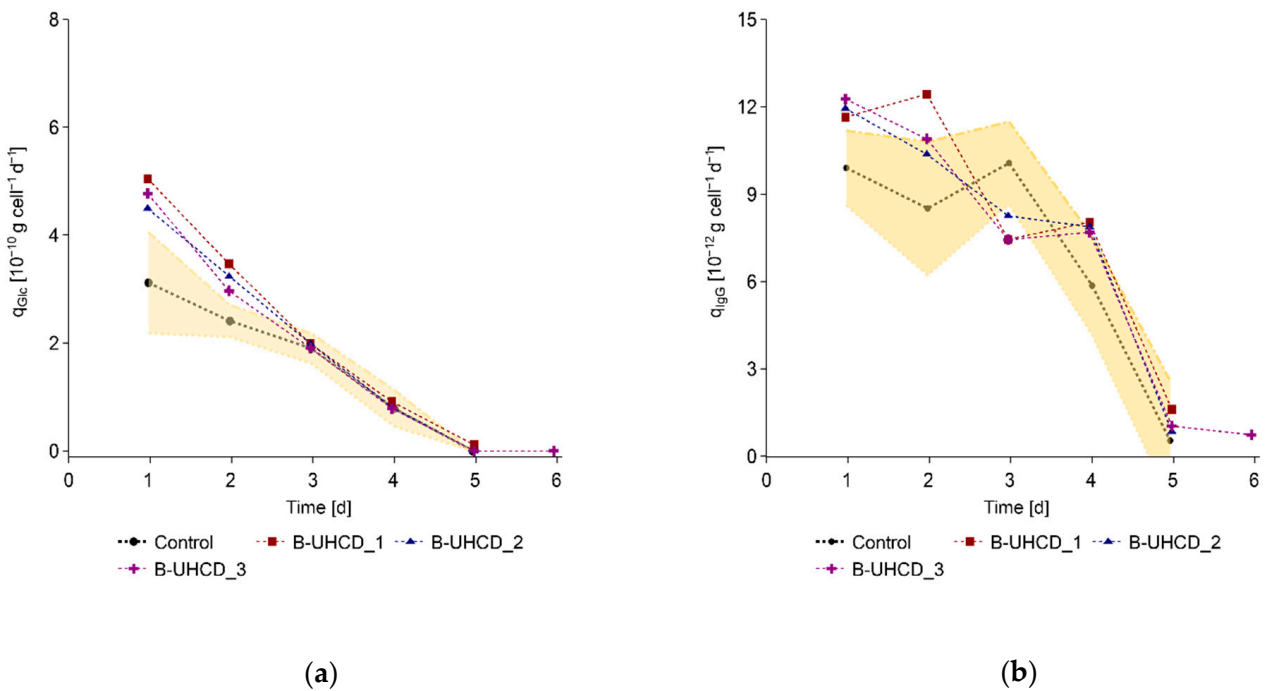 8
6
4
2
0
q_Glc [10⁻¹⁰ g cell⁻¹ d⁻¹]
0 1 2 3 4 5 6
Time [d]
Control B-UHCD_1 B-UHCD_2
B-UHCD_3
(a)
15
12
9
6
3
0
q_IgG [10⁻¹² g cell⁻¹ d⁻¹]
0 1 2 3 4 5 6
Time [d]
Control B-UHCD_1 B-UHCD_2
B-UHCD_3
(b)